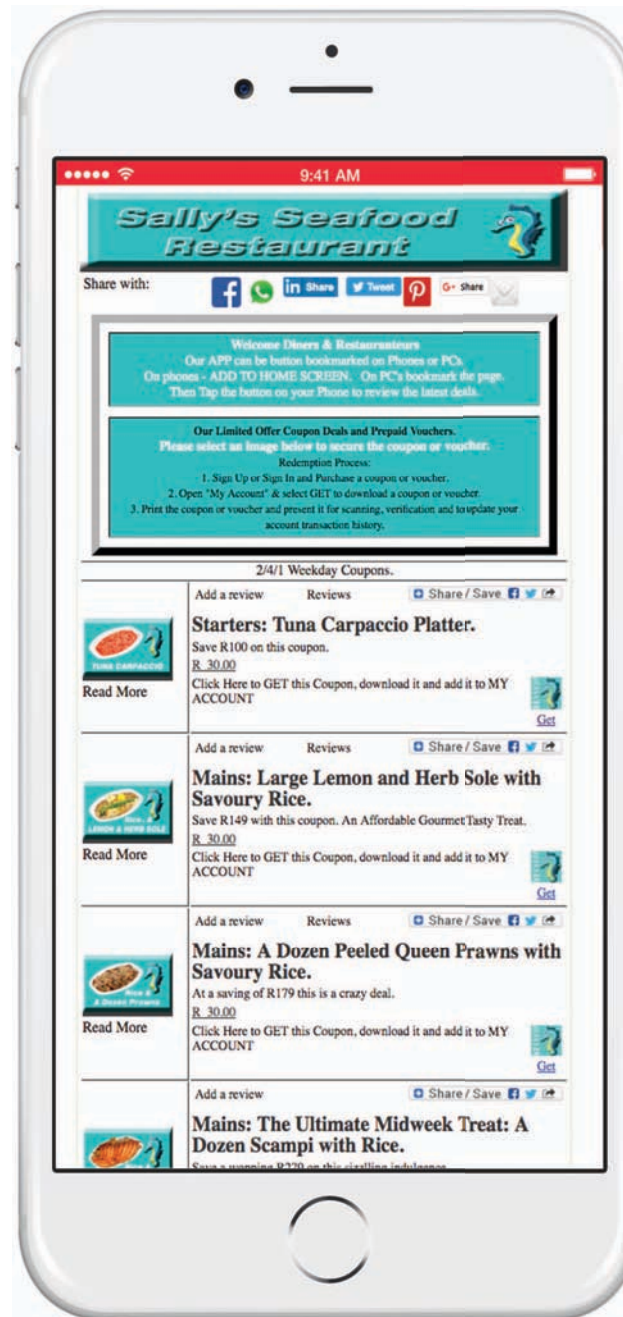 9:41 AM
Sally's Seafood
Restaurant
Share with:
in Share
Tweet
G+ Share
Welcome Diners & Restauranteurs
Our APP can be button bookmarked on Phones or PCs
On phones - ADD TO HOME SCREEN. On PC's bookmark the page.
Then Tap the button on your Phone to review the latest deals.
Our Limited Offer Coupon Deals and Prepaid Vouchers.
Please select an Image below to secure the coupon or voucher.
Redemption Process:
1. Sign Up or Sign In and Purchase a coupon or voucher.
2. Open "My Account" & select GET to download a coupon or voucher
3. Print the coupon or voucher and present it for scanning, verification and to update your
account transaction history.
2/4/1 Weekday Coupons.
Add a review Reviews Share / Save
Starters: Tuna Carpaccio Platter.
Save R100 on this coupon.
R 30.00
TUNA CARPACCIO
Read More
Click Here to GET this Coupon, download it and add it to MY
ACCOUNT
Get
Add a review Reviews Share / Save
Mains: Large Lemon and Herb Sole with
Savoury Rice.
Save R149 with this coupon. An Affordable Gourmet Tasty Treat.
R 30.00
Rice &
LEMON & HERB SOLE
Read More
Click Here to GET this Coupon, download it and add it to MY
ACCOUNT
Get
Add a review Reviews Share / Save
Mains: A Dozen Peeled Queen Prawns with
Savoury Rice.
At a saving of R179 this is a crazy deal.
R 30.00
Rice &
A Dozen Prawns
Read More
Click Here to GET this Coupon, download it and add it to MY
ACCOUNT
Get
Add a review Share / Save
Mains: The Ultimate Midweek Treat: A
Dozen Scampi with Rice.